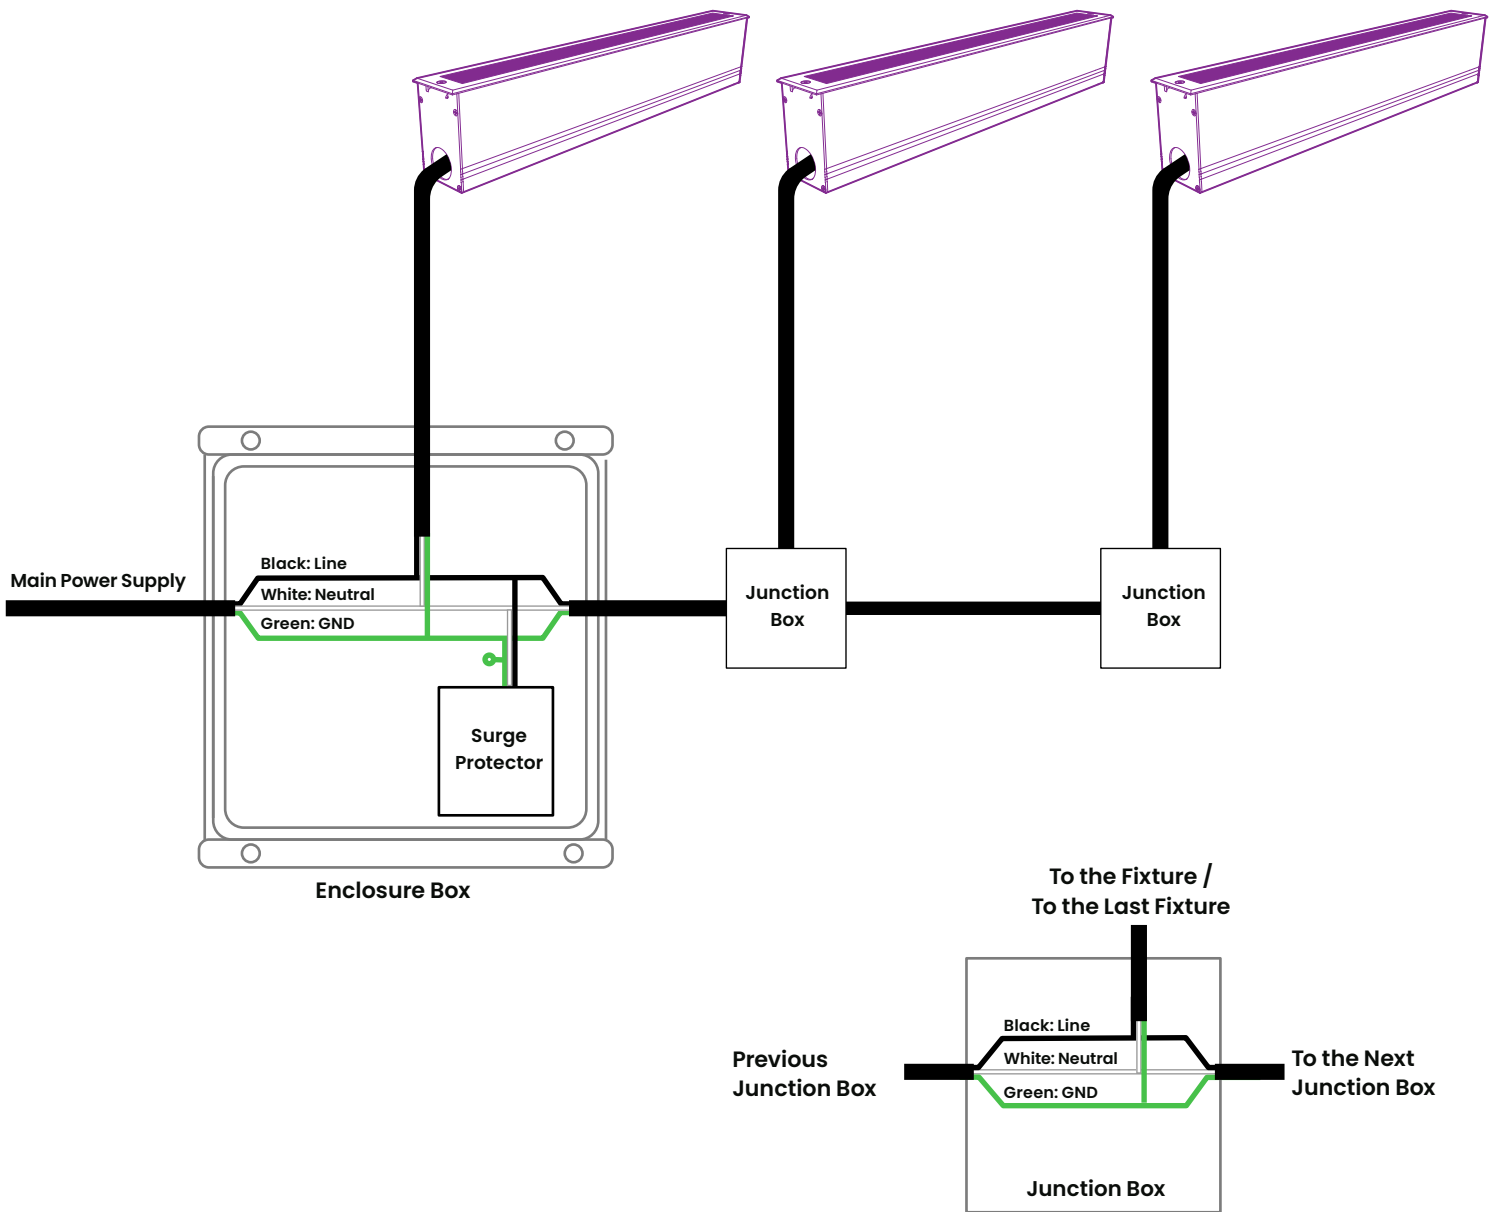 Main Power Supply
Black: Line
White: Neutral
Green: GND
Surge
Protector
Enclosure Box
Junction
Box
Junction
Box
To the Fixture /
To the Last Fixture
Previous
Junction Box
Black: Line
White: Neutral
Green: GND
To the Next
Junction Box
Junction Box